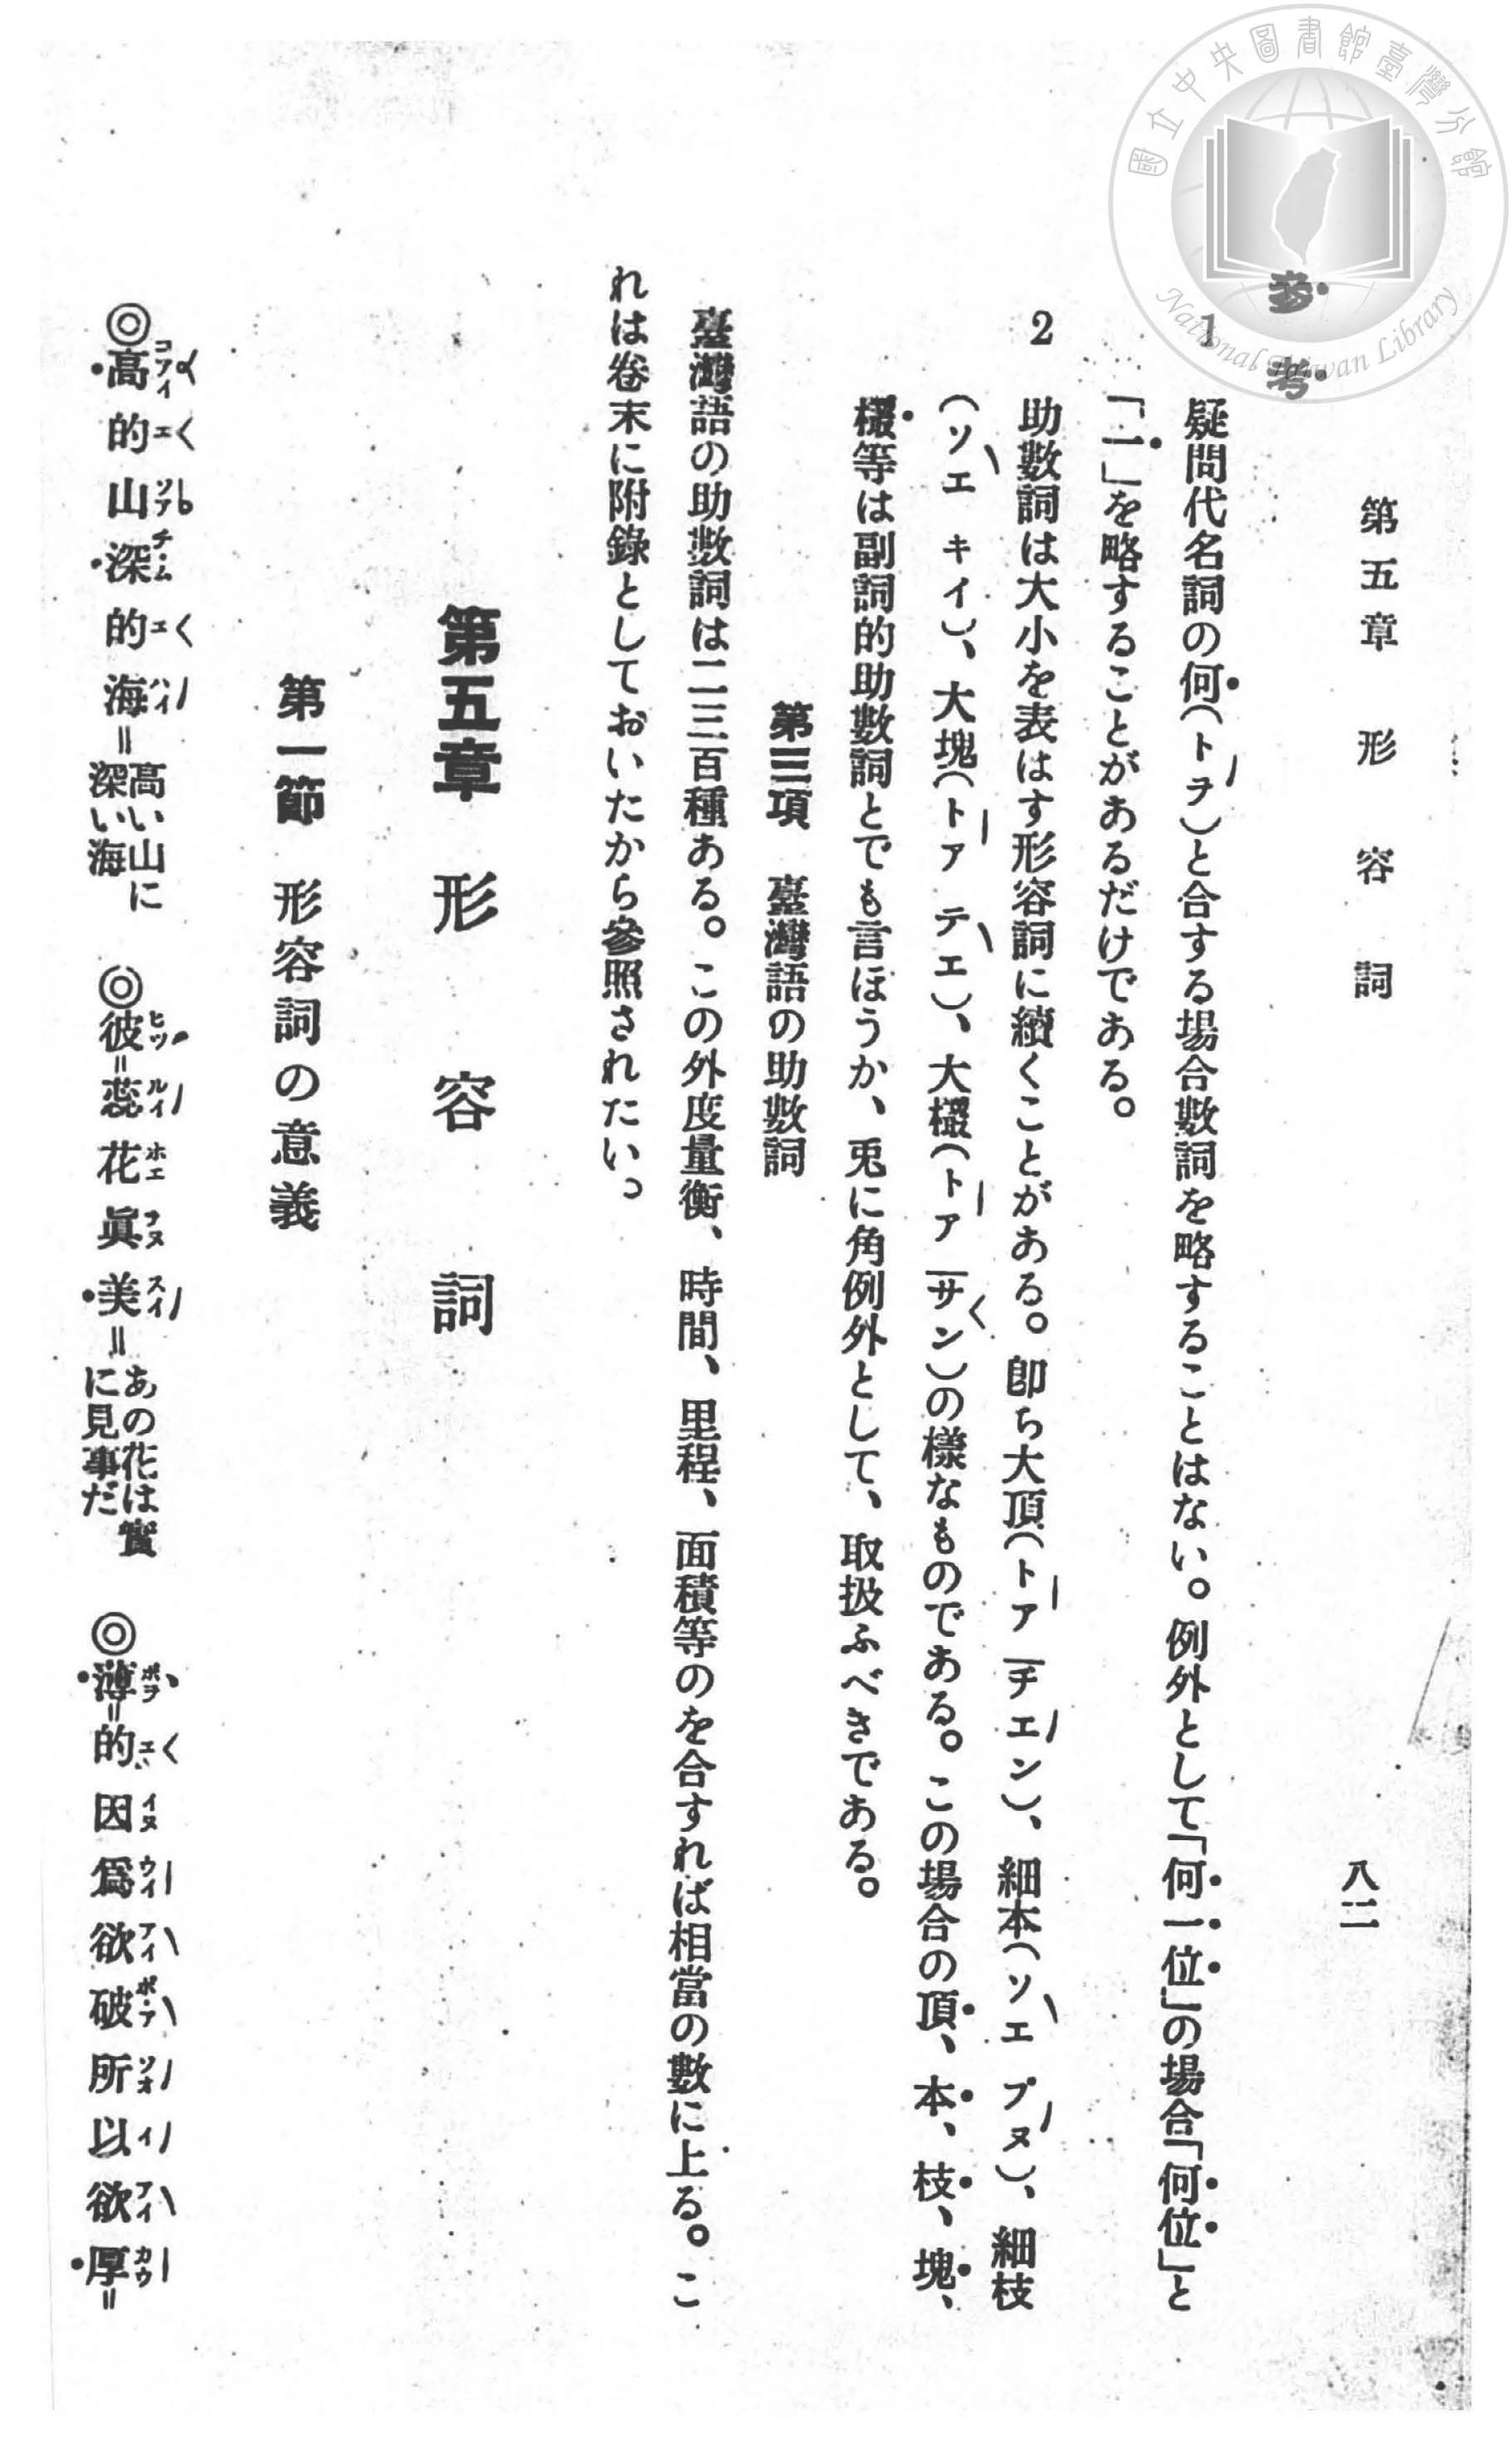 國立中央圖書館臺灣分館
National Taiwan Library
第五章 形容詞 八二
參考
1 疑問代名詞の何(トヲ)と合する場合數詞を略することはない。例外として「何一位」の場合「何位」と
「一」を略することがあるだけである。
2 助數詞は大小を表はす形容詞に續くことがある。卽ち大頂(トア チエン)、細本(ソエ プヌ)、細枝
(ソエ キイ)、大塊(トア テエ)、大棳(トア サン)の樣なものである。この場合の頂、本、枝、塊、
棳等は副詞的助數詞とでも言ほうか、兎に角例外として、取扱ふべきである。
第三項 臺灣語の助數詞
臺灣語の助數詞は二三百種ある。この外度量衡、時間、里程、面積等のを合すれば相當の數に上る。こ
れは卷末に附錄としておいたから參照されたい。
第五章 形容詞
第一節 形容詞の意義
◎高的山深的海=高い山に深い海 ◎彼=蕊花眞美=あの花は實に見事だ ◎薄=的因爲欲破所以欲厚=